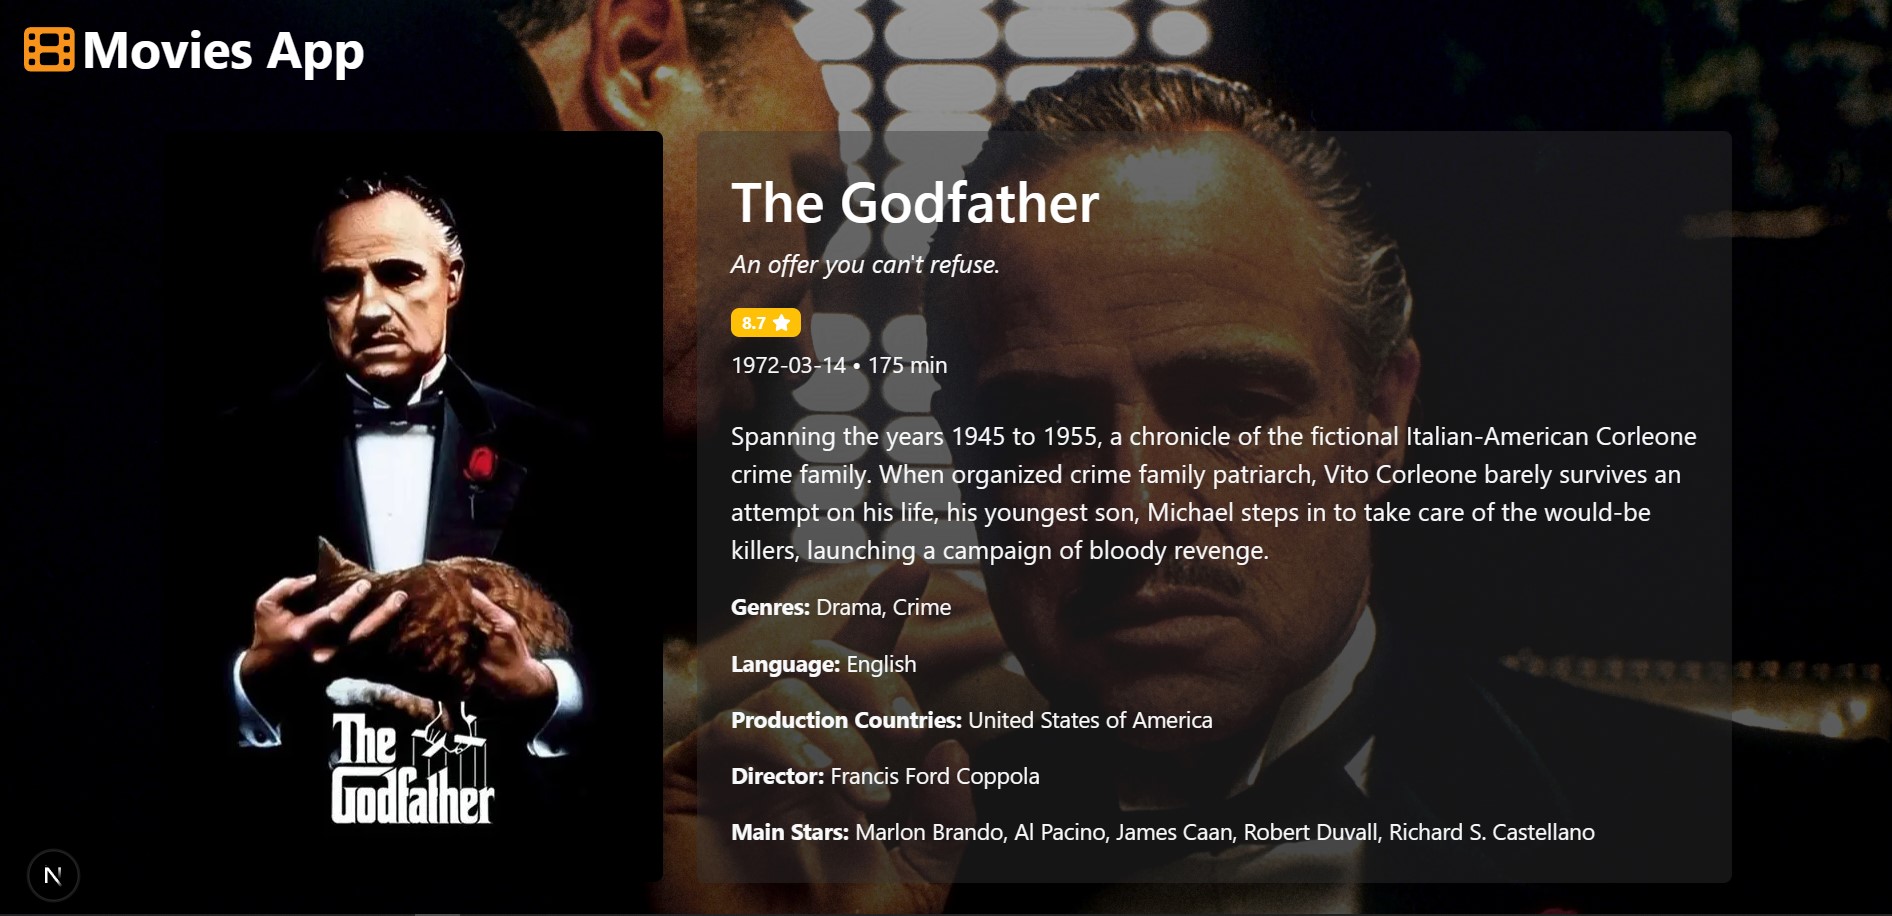 Movies App
The Godfather
An offer you can't refuse.
8.7
1972-03-14 • 175 min
Spanning the years 1945 to 1955, a chronicle of the fictional Italian-American Corleone
crime family. When organized crime family patriarch, Vito Corleone barely survives an
attempt on his life, his youngest son, Michael steps in to take care of the would-be
killers, launching a campaign of bloody revenge.
Genres: Drama, Crime
Language: English
Production Countries: United States of America
Director: Francis Ford Coppola
Main Stars: Marlon Brando, Al Pacino, James Caan, Robert Duvall, Richard S. Castellano
The
Godfather
N